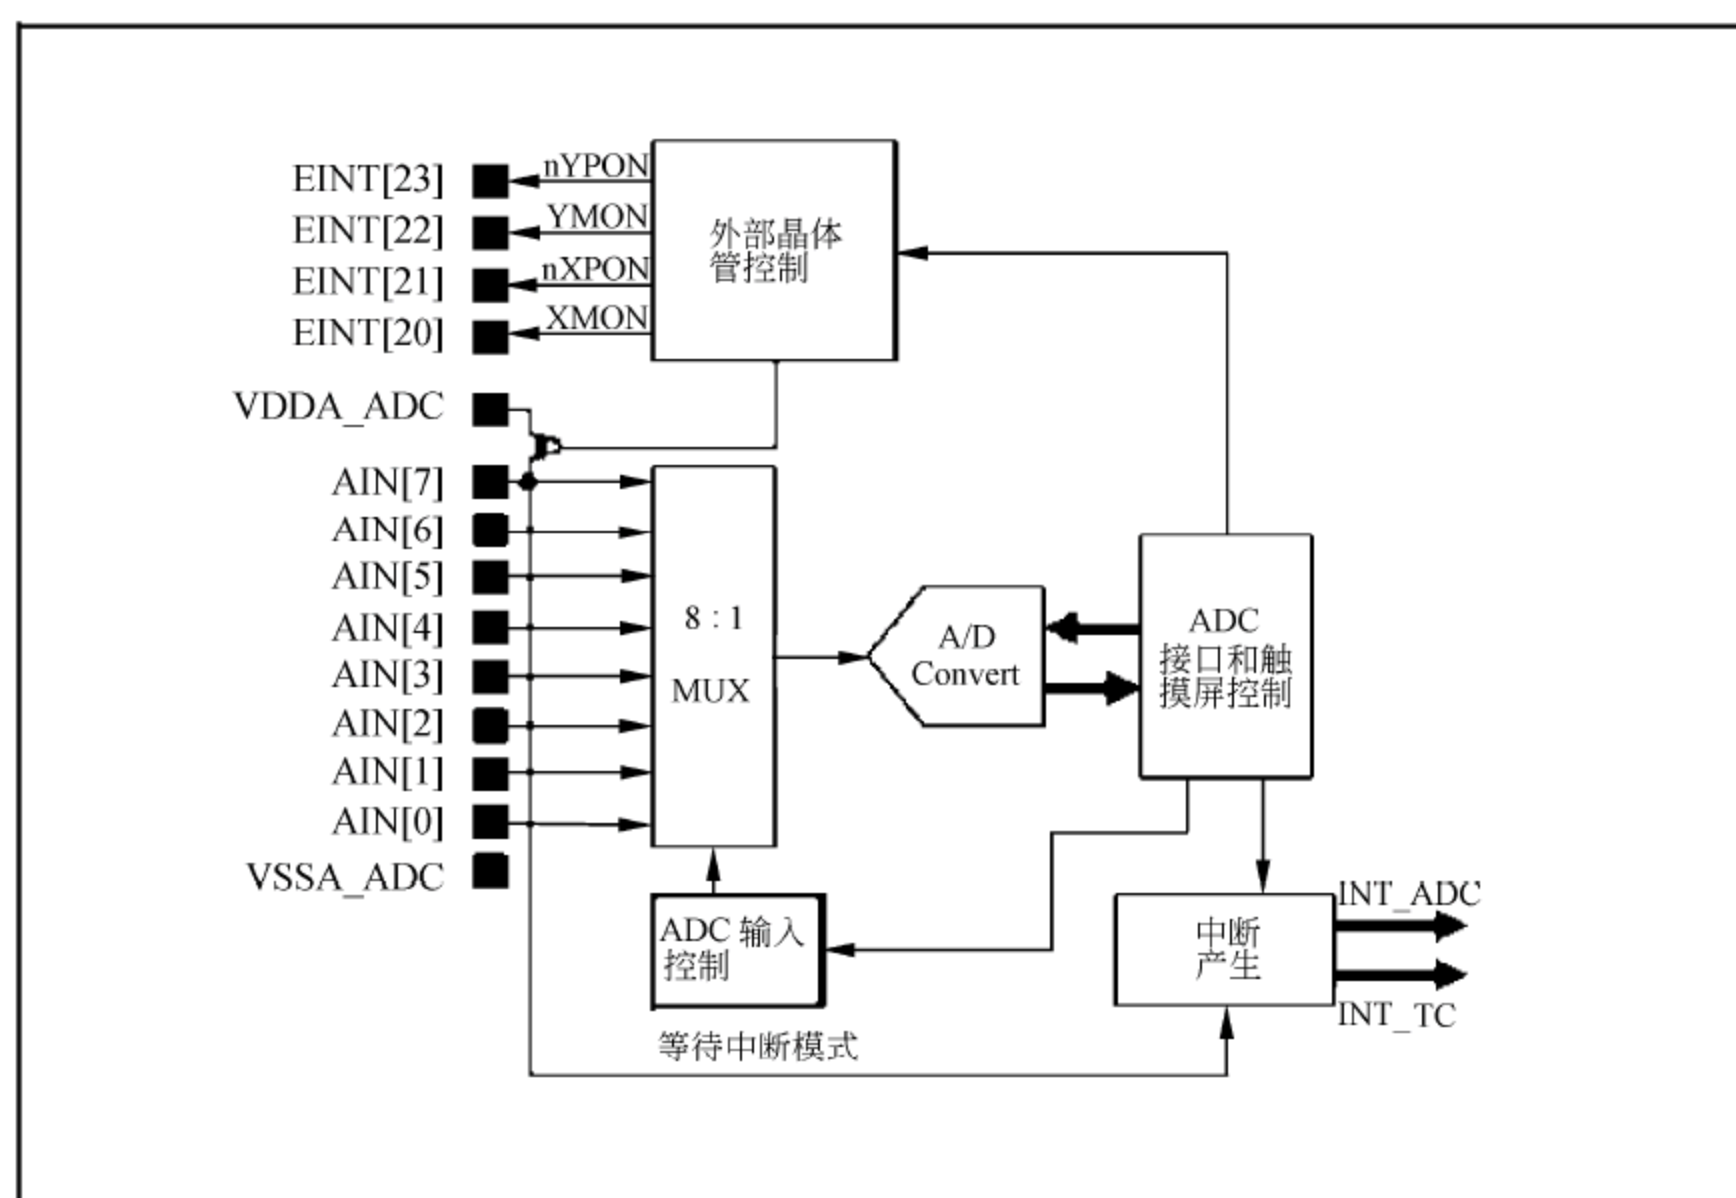 EINT[23]
nYPON
EINT[22]
YMON
EINT[21]
nXPON
EINT[20]
XMON
外部晶体
管控制
VDDA_ADC
AIN[7]
AIN[6]
AIN[5]
AIN[4]
AIN[3]
AIN[2]
AIN[1]
AIN[0]
VSSA_ADC
8 : 1
MUX
A/D
Convert
ADC
接口和触
摸屏控制
ADC 输入
控制
等待中断模式
中断
产生
INT_ADC
INT_TC